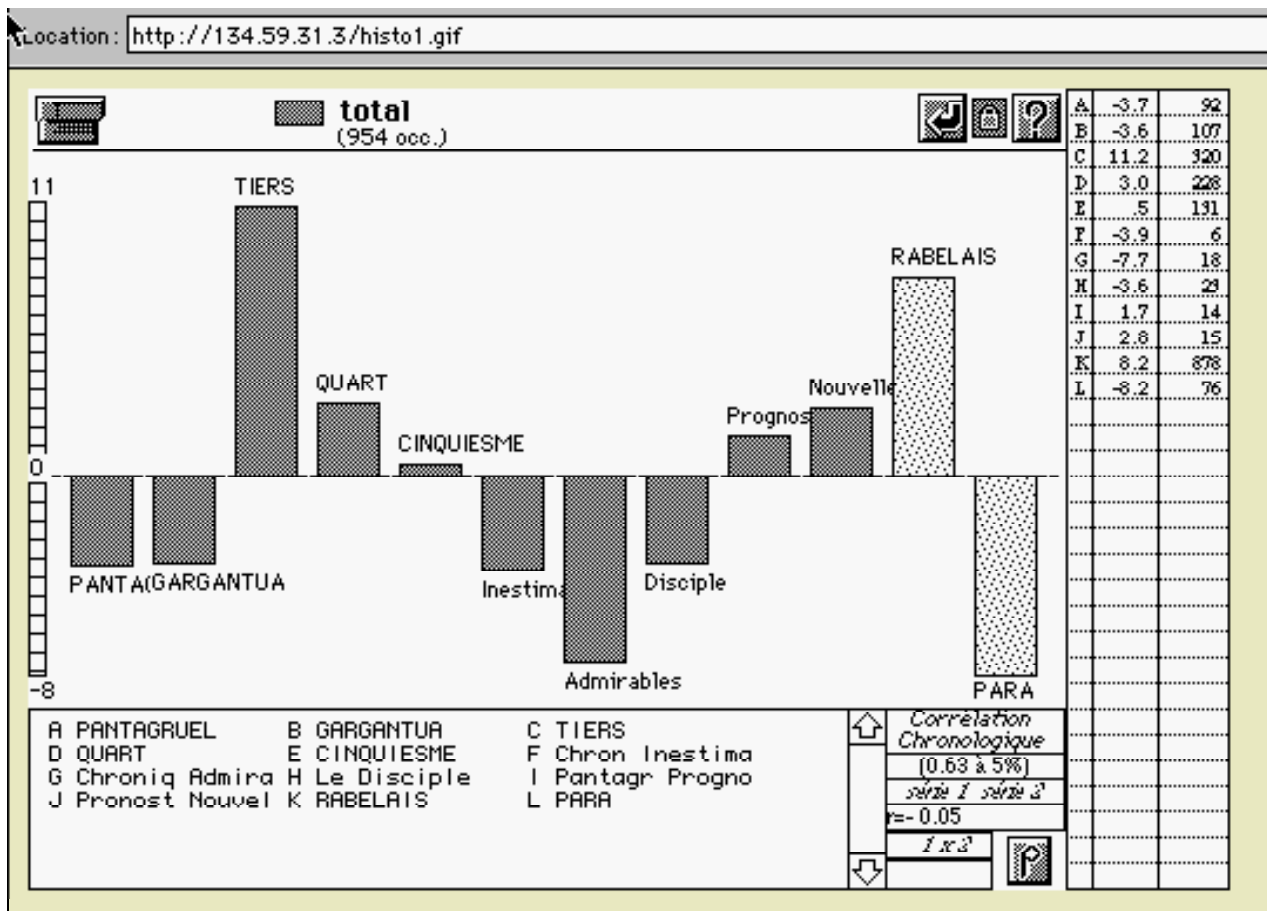 Location: http://134.59.31.3/histo1.gif
total
(954 occ.)
A -3.7 92
B -3.6 107
C 11.2 320
D 3.0 228
E .5 131
F -3.9 6
G -7.7 18
H -3.6 23
I 1.7 14
J 2.8 15
K 8.2 878
L -8.2 76
11
TIERS
RABELAIS
QUART
Nouvelle
Prognos
CINQUIESME
0
PANTA(GARGANTUA
Inestima
Disciple
Admirables
-8
PARA
A PANTAGRUEL B GARGANTUA C TIERS
D QUART E CINQUIESME F Chron Inestima
G Chroniq Admira H Le Disciple I Pantagr Progno
J Pronost Nouvel K RABELAIS L PARA
Corrélation
Chronologique
(0.63 à 5%)
série 1 série 2
r=- 0.05
1 x 2